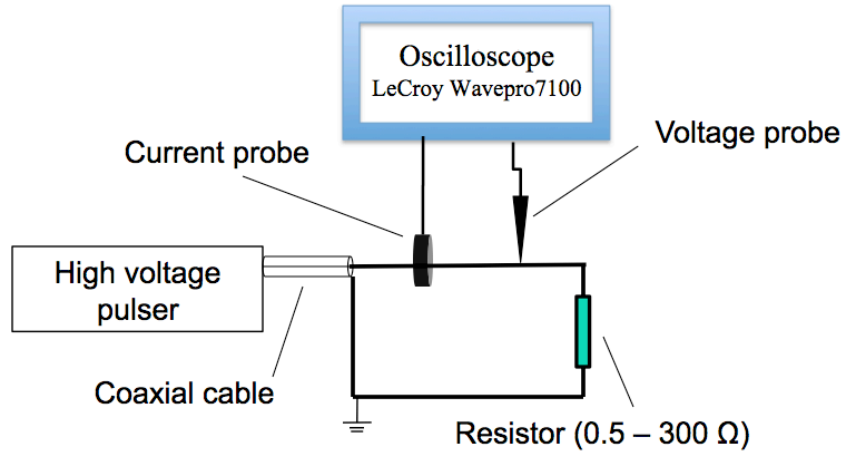 Oscilloscope
LeCroy Wavepro7100
Voltage probe
Current probe
High voltage
pulser
Coaxial cable
Resistor (0.5 – 300 Ω)